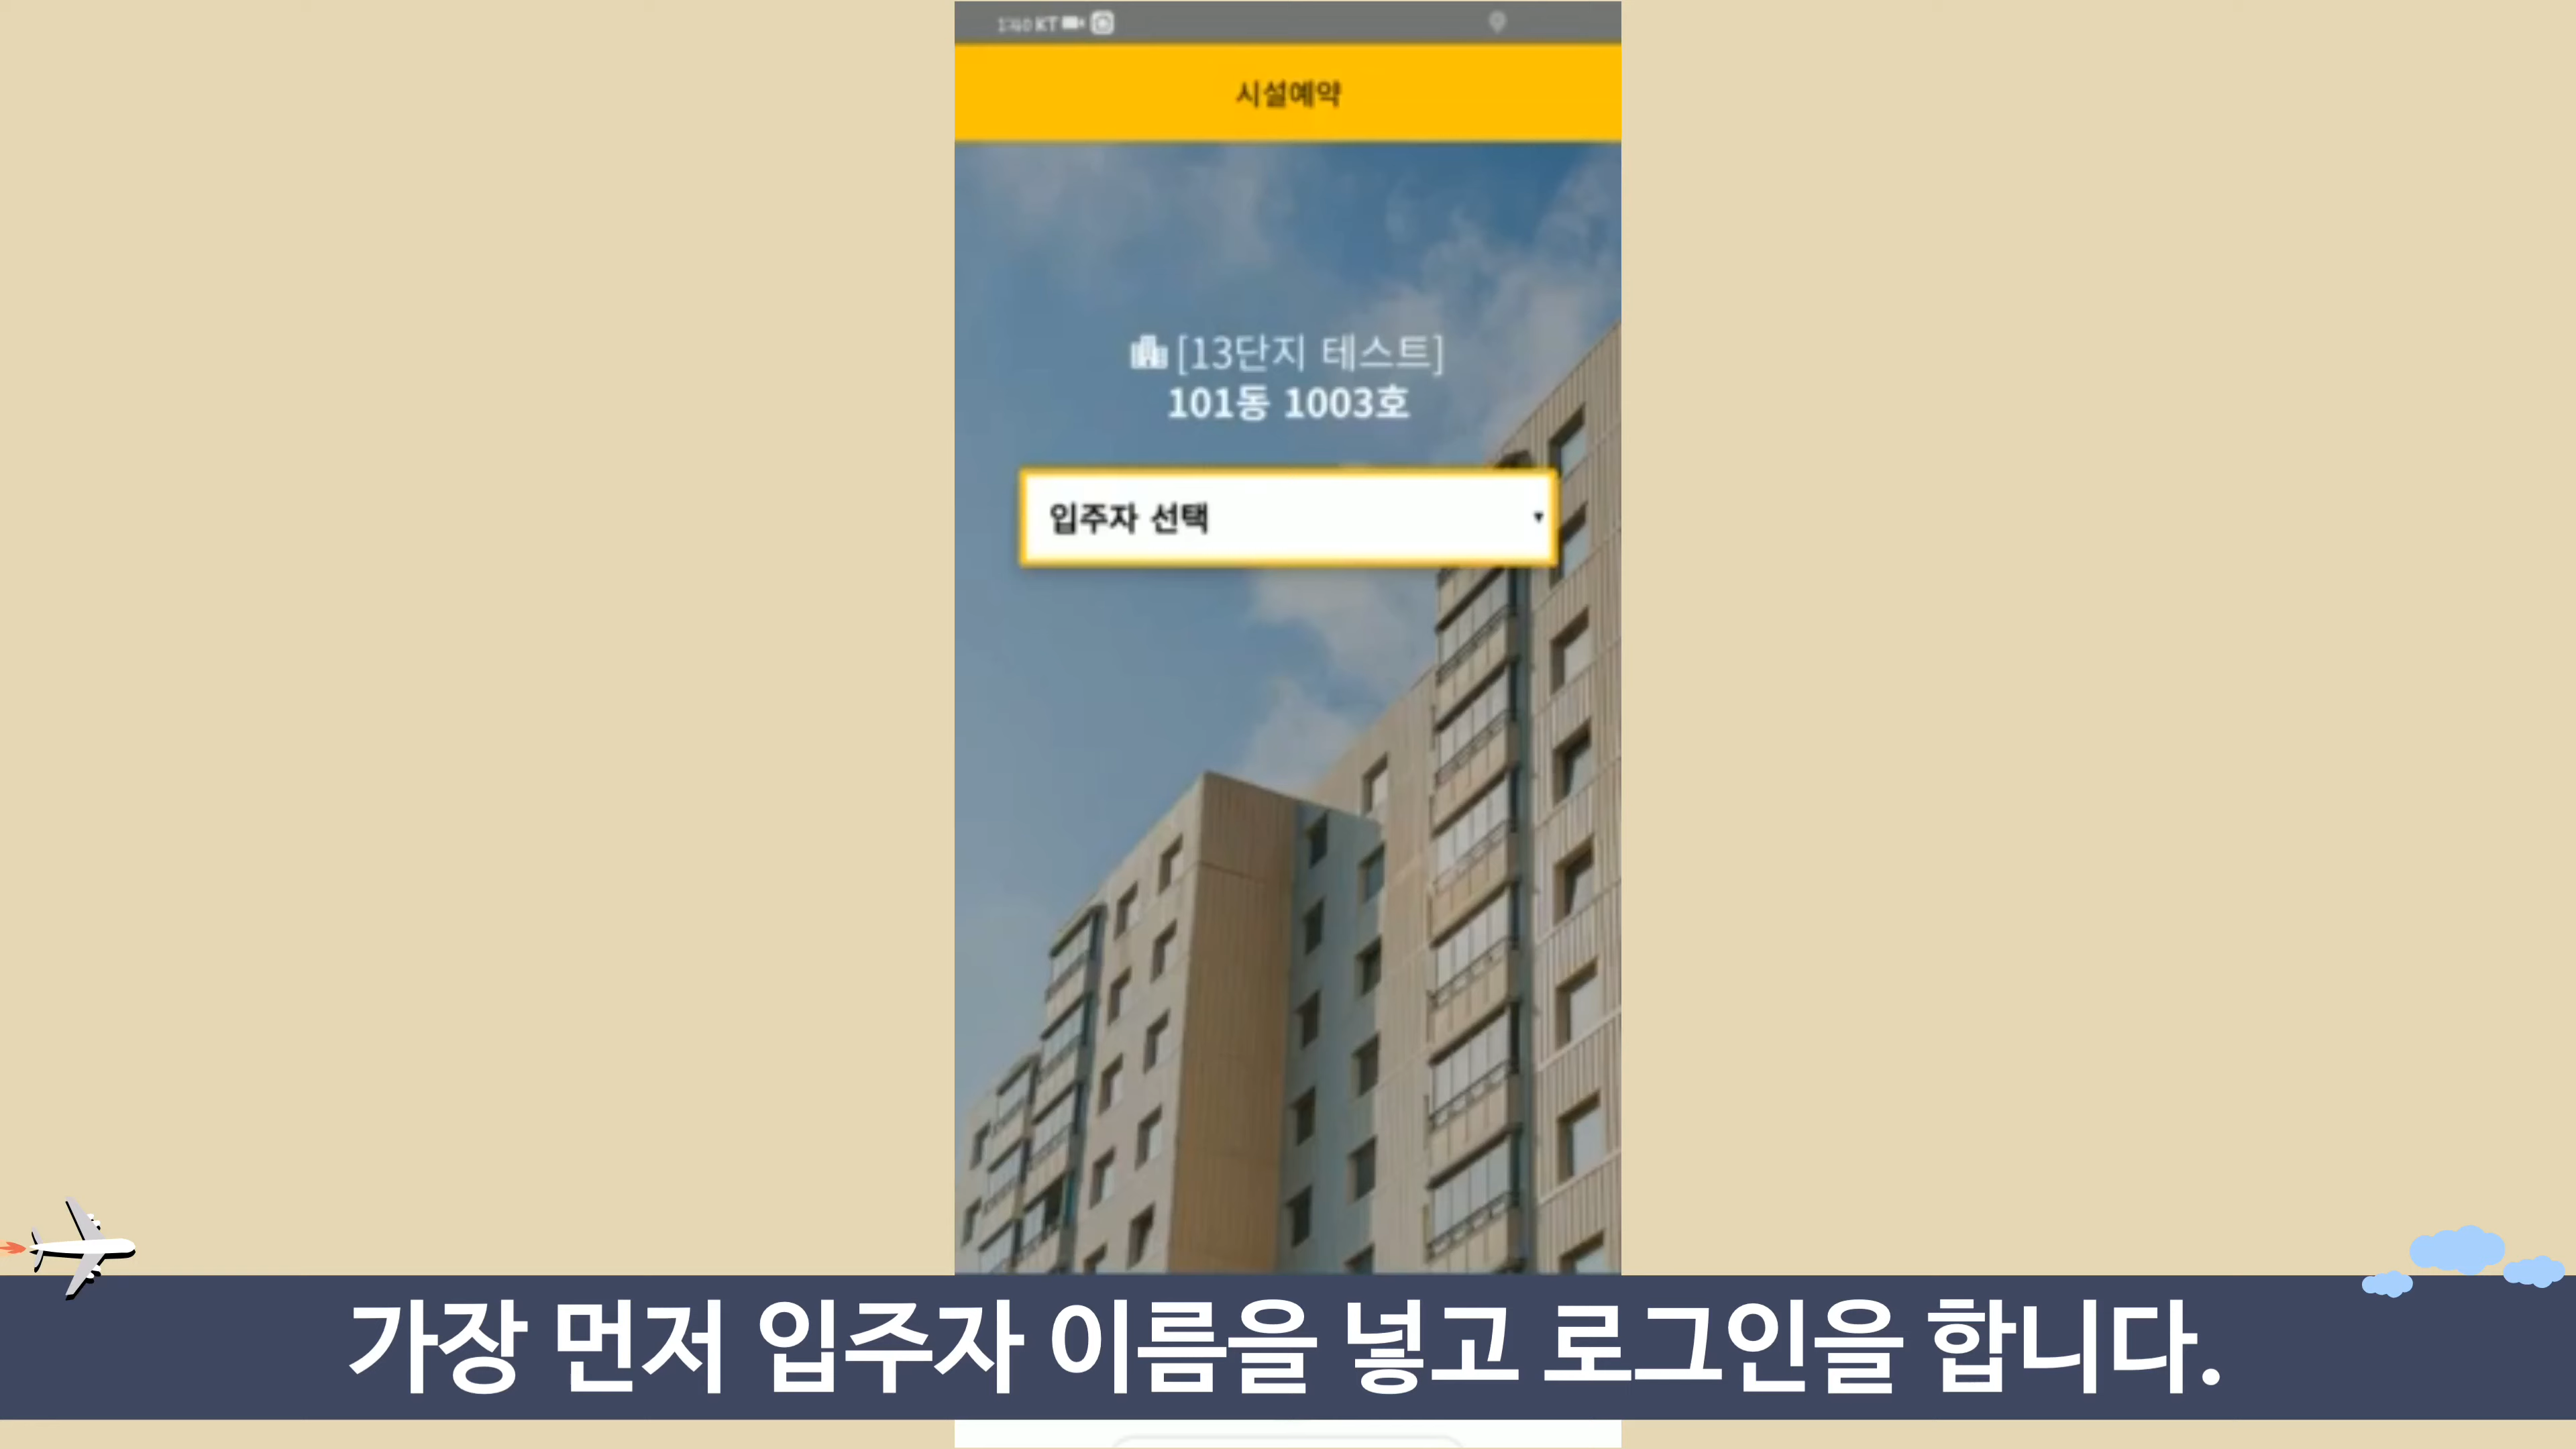 KT
시설예약
[13단지 테스트]
101동 1003호
입주자 선택
가장 먼저 입주자 이름을 넣고 로그인을 합니다.